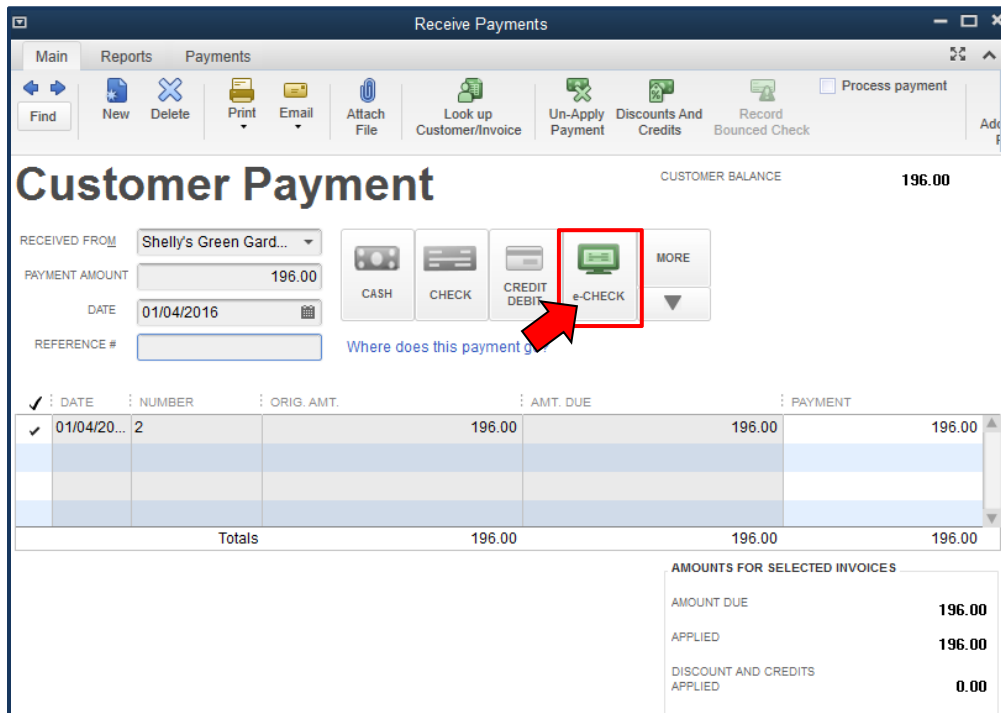 Receive Payments
Main Reports Payments
Find New Delete Print Email Attach File Look up Customer/Invoice Un-Apply Payment Discounts And Credits Record Bounced Check Process payment
Customer Payment
CUSTOMER BALANCE 196.00
RECEIVED FROM Shelly's Green Gard...
PAYMENT AMOUNT 196.00
DATE 01/04/2016
REFERENCE #
CASH CHECK CREDIT DEBIT e-CHECK MORE
Where does this payment
DATE NUMBER ORIG. AMT. AMT. DUE PAYMENT
01/04/20... 2 196.00 196.00 196.00
Totals 196.00 196.00 196.00
AMOUNTS FOR SELECTED INVOICES
AMOUNT DUE 196.00
APPLIED 196.00
DISCOUNT AND CREDITS
APPLIED 0.00